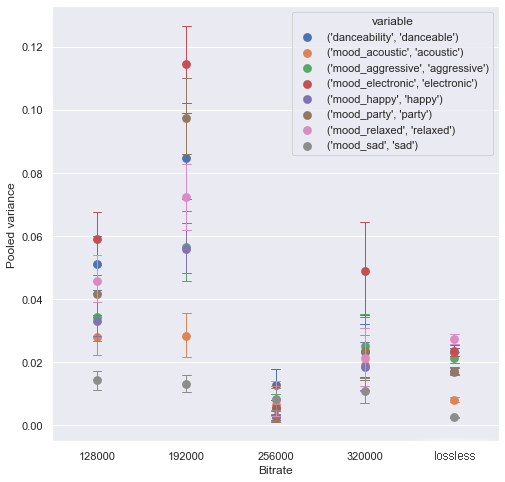 variable
('danceability', 'danceable')
('mood_acoustic', 'acoustic')
('mood_aggressive', 'aggressive')
('mood_electronic', 'electronic')
('mood_happy', 'happy')
('mood_party', 'party')
('mood_relaxed', 'relaxed')
('mood_sad', 'sad')
0.12
0.10
0.08
0.06
0.04
0.02
0.00
Pooled variance
128000 192000 256000 320000 lossless
Bitrate